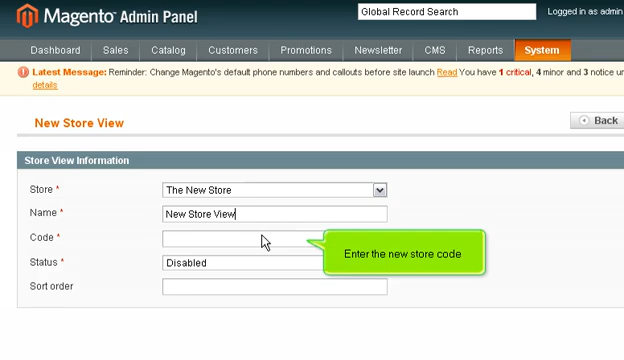 Magento Admin Panel
Global Record Search
Logged in as admin
Dashboard Sales Catalog Customers Promotions Newsletter CMS Reports System
Latest Message: Reminder: Change Magento's default phone numbers and callouts before site launch Read You have 1 critical, 4 minor and 3 notice un
details
New Store View
Back
Store View Information
Store * The New Store
Name * New Store View
Code *
Enter the new store code
Status * Disabled
Sort order